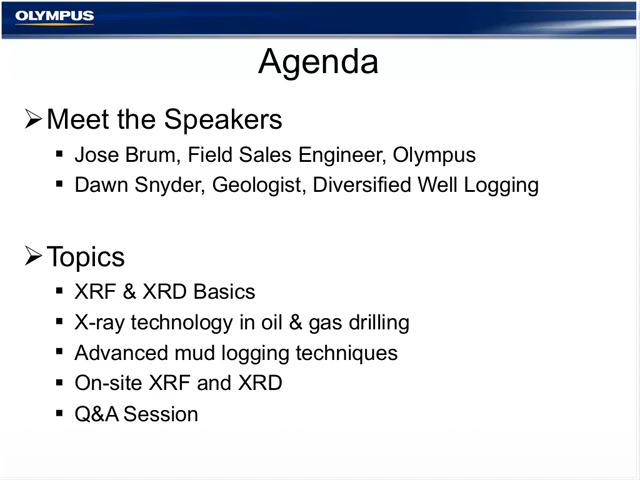 OLYMPUS
Agenda
➢Meet the Speakers
▪ Jose Brum, Field Sales Engineer, Olympus
▪ Dawn Snyder, Geologist, Diversified Well Logging
➢Topics
▪ XRF & XRD Basics
▪ X-ray technology in oil & gas drilling
▪ Advanced mud logging techniques
▪ On-site XRF and XRD
▪ Q&A Session